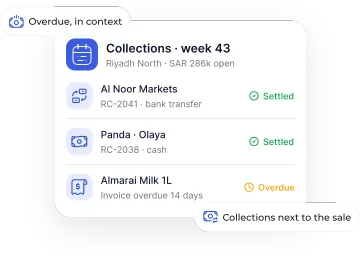 Overdue, in context
Collections · week 43
Riyadh North · SAR 286k open
Al Noor Markets
RC-2041 · bank transfer
Settled
Panda · Olaya
RC-2038 · cash
Settled
Almarai Milk 1L
Invoice overdue 14 days
Overdue
Collections next to the sale